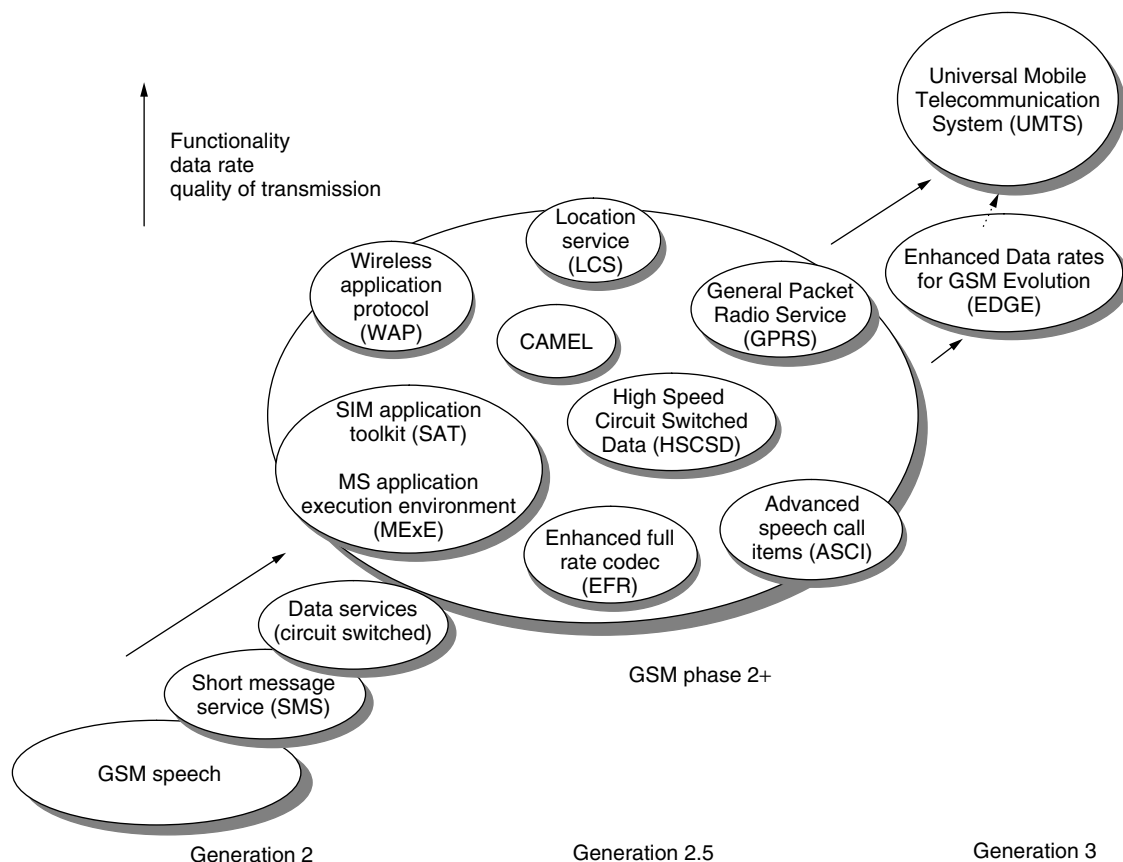 Universal Mobile
Telecommunication
System (UMTS)
Functionality
data rate
quality of transmission
Location
service
(LCS)
Wireless
application
protocol
(WAP)
Enhanced Data rates
for GSM Evolution
(EDGE)
General Packet
Radio Service
(GPRS)
CAMEL
SIM application
toolkit (SAT)
MS application
execution environment
(MExE)
High Speed
Circuit Switched
Data (HSCSD)
Advanced
speech call
items (ASCI)
Enhanced full
rate codec
(EFR)
Data services
(circuit switched)
Short message
service (SMS)
GSM phase 2+
GSM speech
Generation 2
Generation 2.5
Generation 3